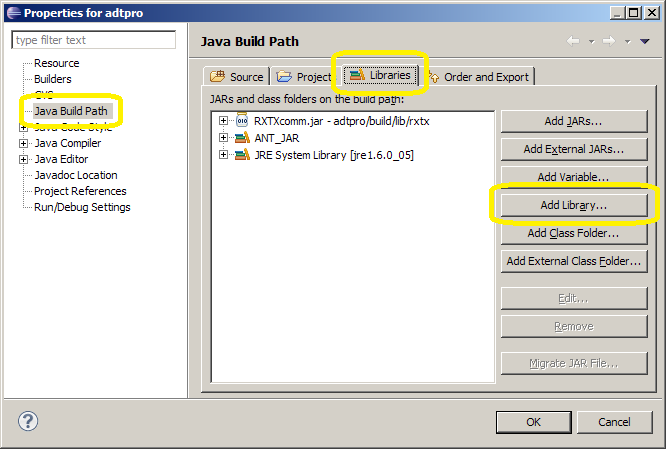 Properties for adtpro
type filter text
Resource
Builders
CVS
Java Build Path
Java Code Style
Java Compiler
Java Editor
Javadoc Location
Project References
Run/Debug Settings
Java Build Path
Source
Projects
Libraries
Order and Export
JARs and class folders on the build path:
RXTXcomm.jar - adtpro/build/lib/rxtx
ANT_JAR
JRE System Library [jre1.6.0_05]
Add JARs...
Add External JARs...
Add Variable...
Add Library...
Add Class Folder...
Add External Class Folder...
Edit...
Remove
Migrate JAR File...
?
OK
Cancel